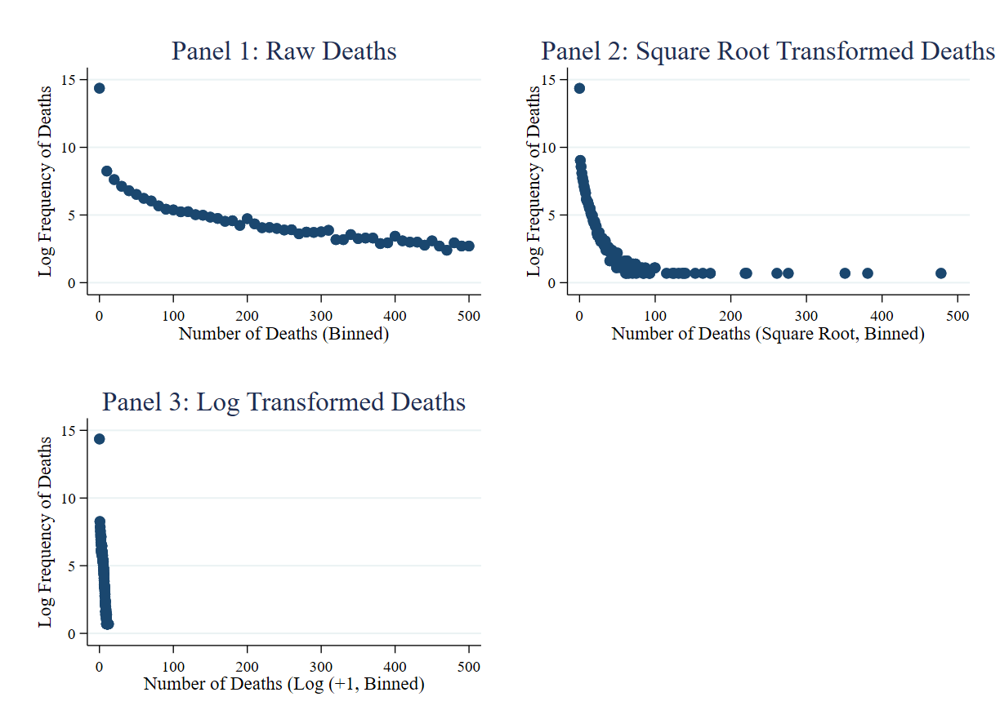 Panel 1: Raw Deaths
Log Frequency of Deaths
15
10
5
0
0 100 200 300 400 500
Number of Deaths (Binned)
Panel 2: Square Root Transformed Deaths
Log Frequency of Deaths
15
10
5
0
0 100 200 300 400 500
Number of Deaths (Square Root, Binned)
Panel 3: Log Transformed Deaths
Log Frequency of Deaths
15
10
5
0
0 100 200 300 400 500
Number of Deaths (Log (+1, Binned)